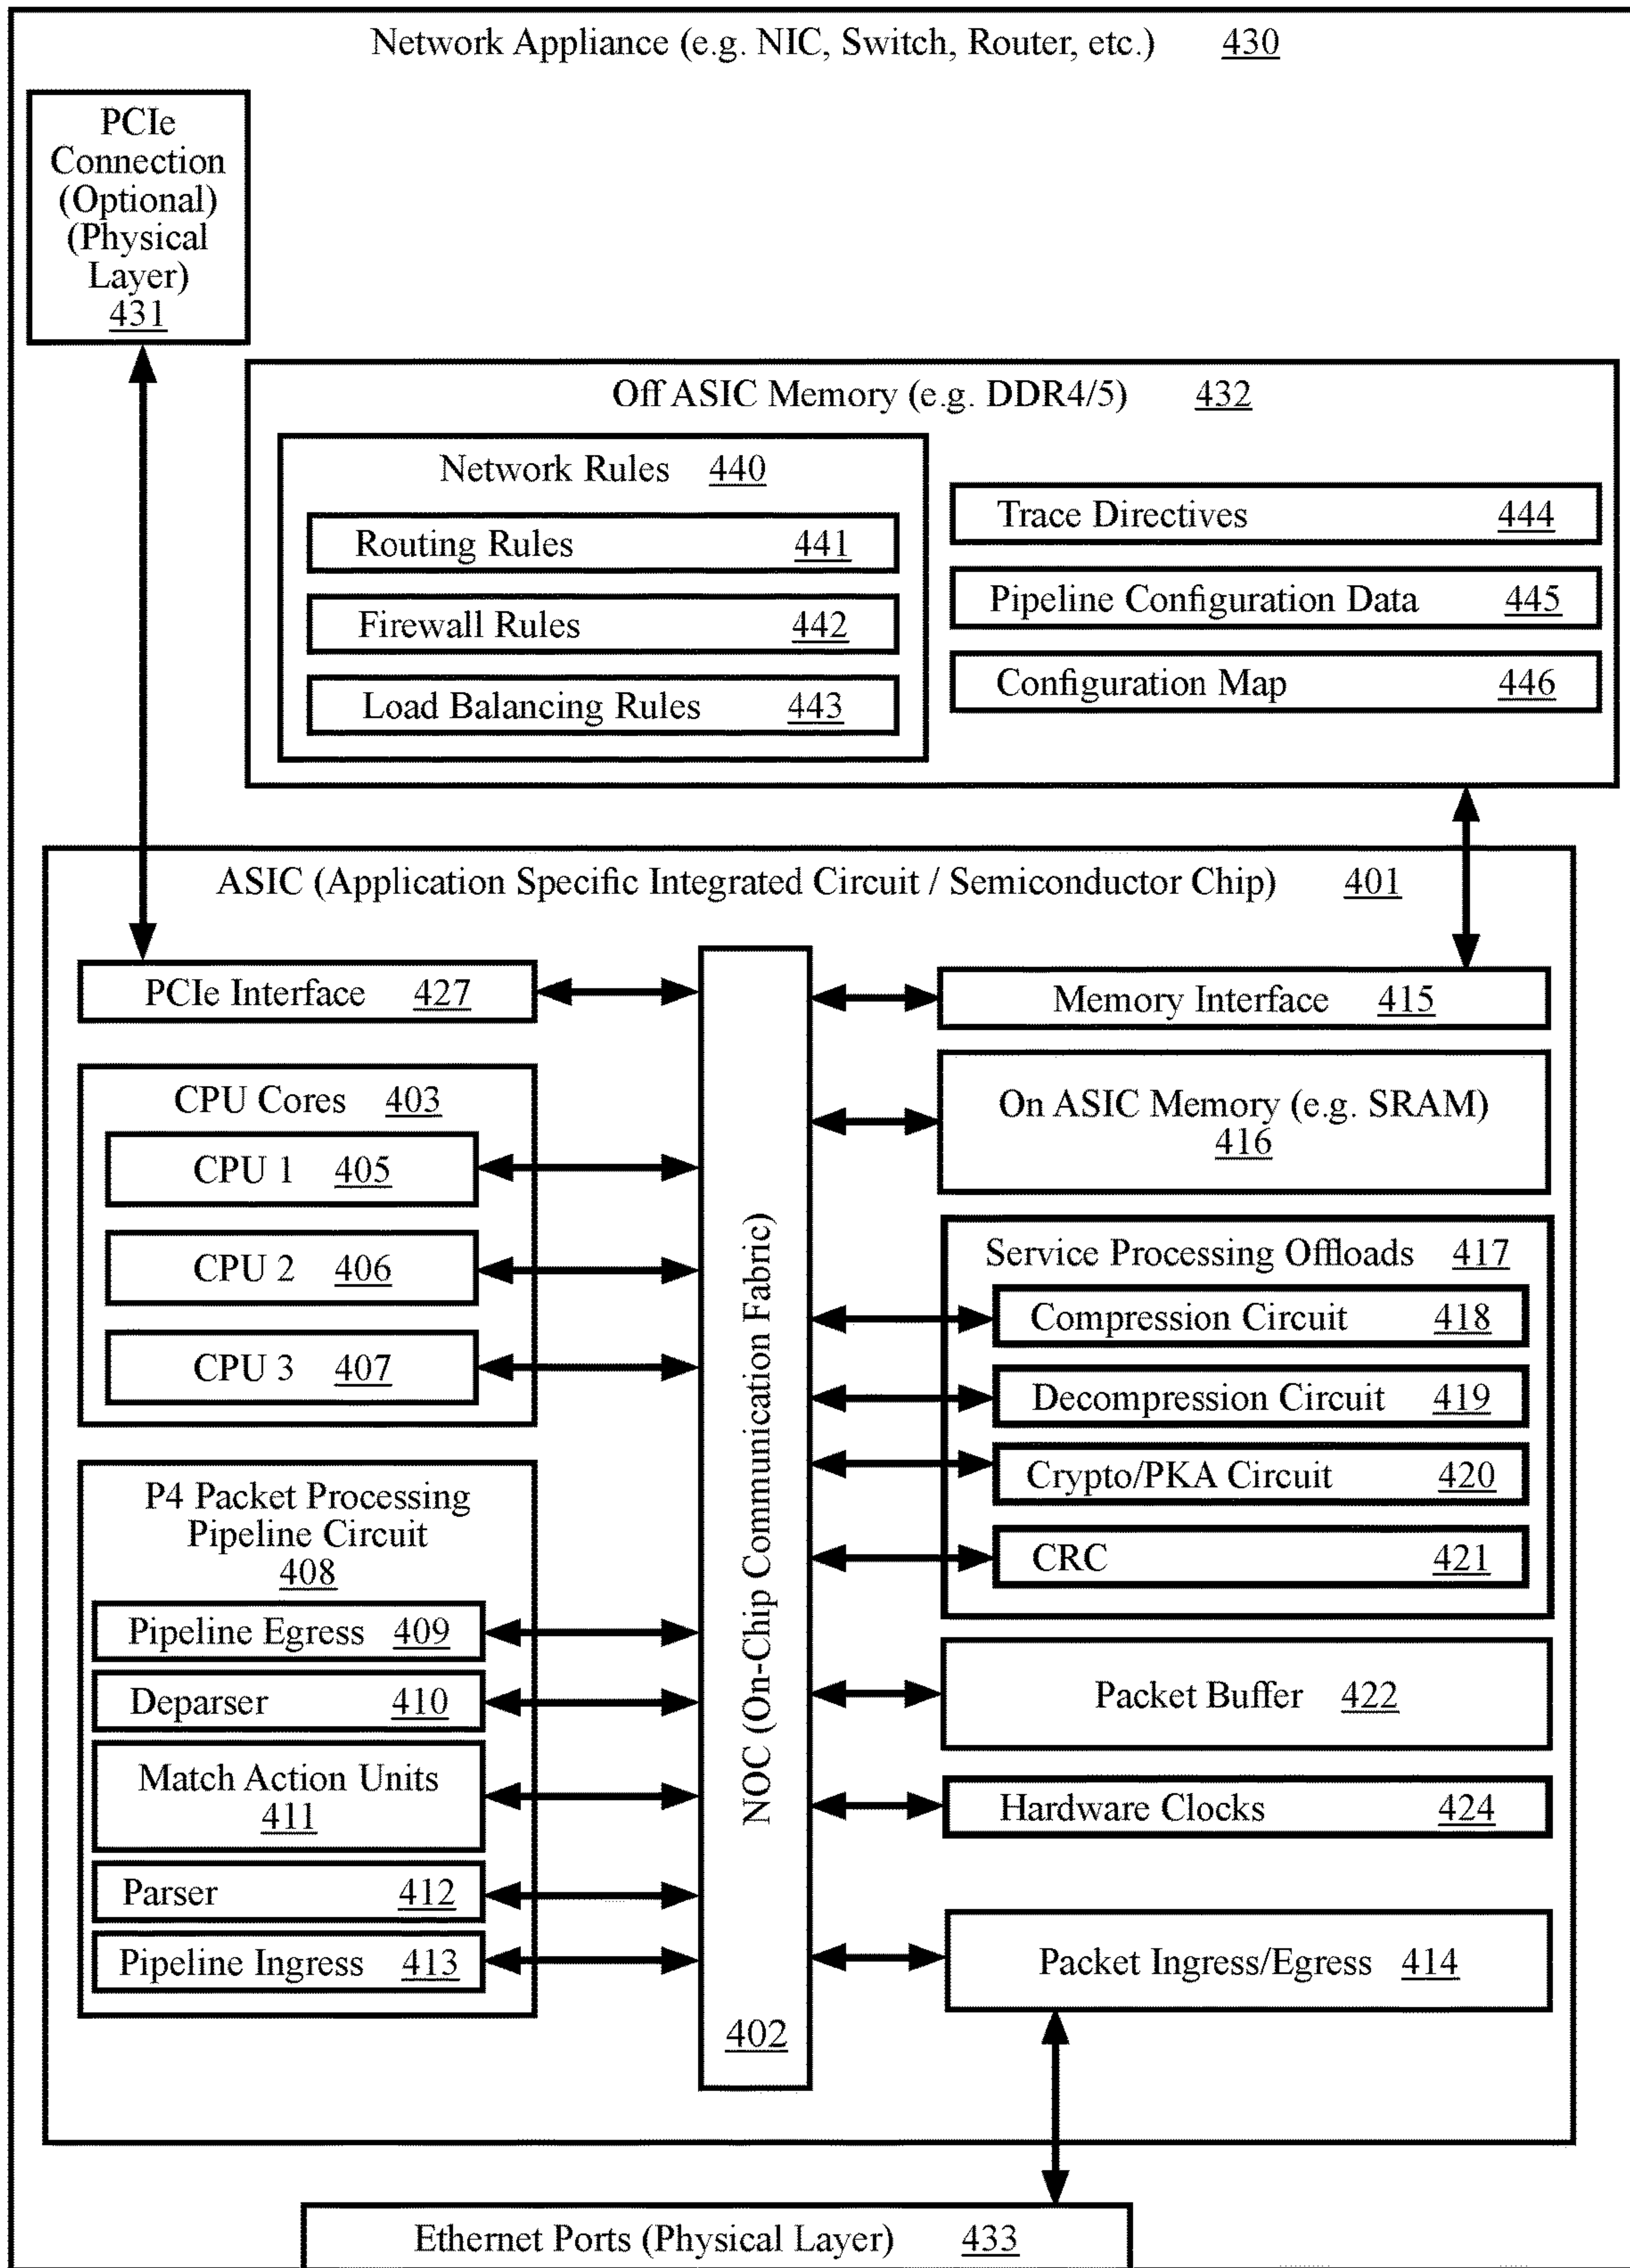 Network Appliance (e.g. NIC, Switch, Router, etc.) 430
PCIe
Connection
(Optional)
(Physical
Layer)
431
Off ASIC Memory (e.g. DDR4/5) 432
Network Rules 440
Routing Rules 441
Firewall Rules 442
Load Balancing Rules 443
Trace Directives 444
Pipeline Configuration Data 445
Configuration Map 446
ASIC (Application Specific Integrated Circuit / Semiconductor Chip) 401
PCIe Interface 427
CPU Cores 403
CPU 1 405
CPU 2 406
CPU 3 407
P4 Packet Processing
Pipeline Circuit
408
Pipeline Egress 409
Deparser 410
Match Action Units
411
Parser 412
Pipeline Ingress 413
NOC (On-Chip Communication Fabric)
402
Memory Interface 415
On ASIC Memory (e.g. SRAM)
416
Service Processing Offloads 417
Compression Circuit 418
Decompression Circuit 419
Crypto/PKA Circuit 420
CRC 421
Packet Buffer 422
Hardware Clocks 424
Packet Ingress/Egress 414
Ethernet Ports (Physical Layer) 433